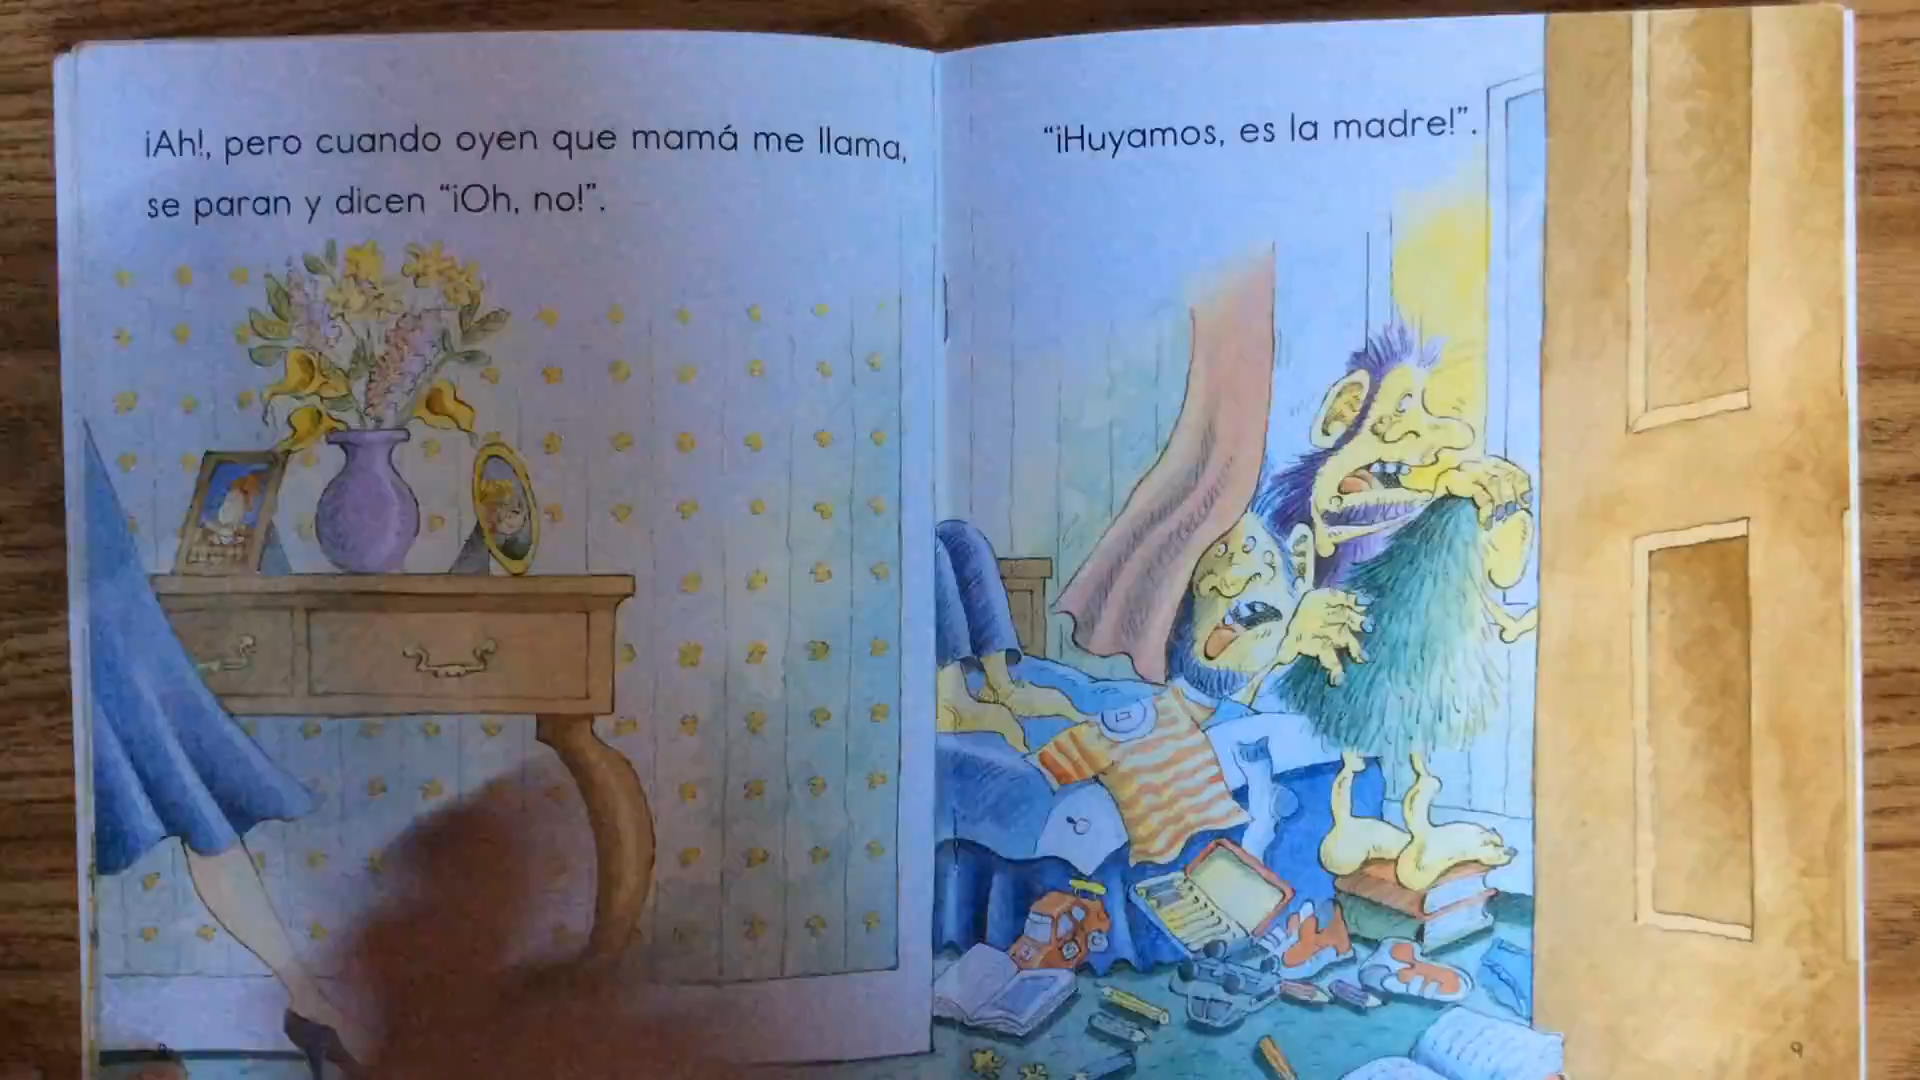 ¡Ah!, pero cuando oyen que mamá me llama,
se paran y dicen “¡Oh, no!”.
“¡Huyamos, es la madre!”.
9